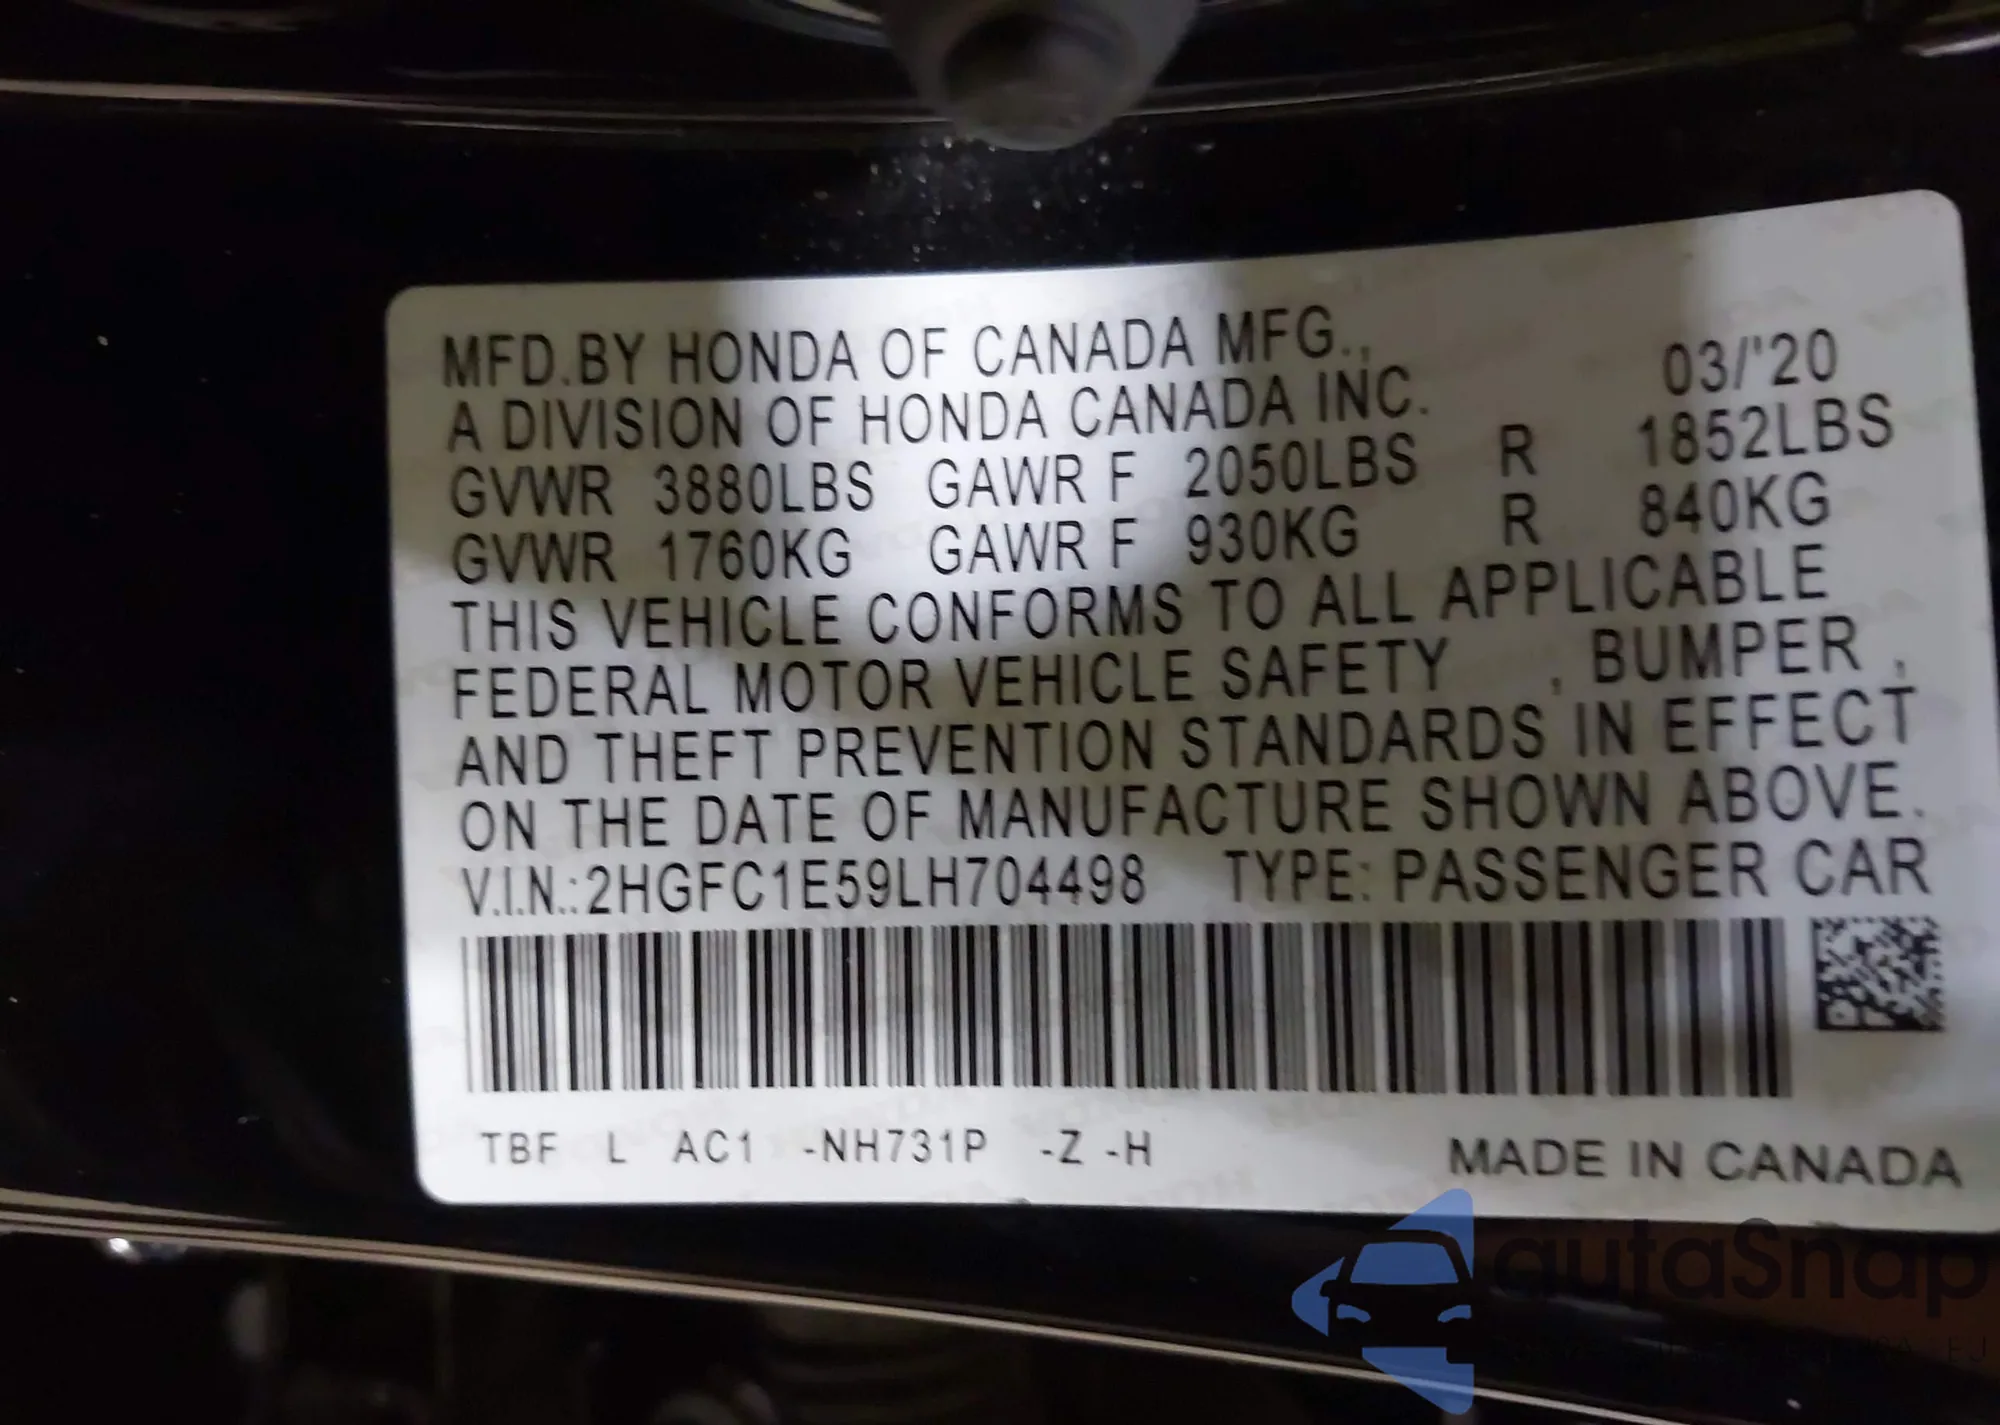 MFD.BY HONDA OF CANADA MFG.,
A DIVISION OF HONDA CANADA INC. 03/'20
GVWR 3880LBS GAWR F 2050LBS R 1852LBS
GVWR 1760KG GAWR F 930KG R 840KG
THIS VEHICLE CONFORMS TO ALL APPLICABLE
FEDERAL MOTOR VEHICLE SAFETY , BUMPER ,
AND THEFT PREVENTION STANDARDS IN EFFECT
ON THE DATE OF MANUFACTURE SHOWN ABOVE.
V.I.N.:2HGFC1E59LH704498 TYPE: PASSENGER CAR
TBF L AC1 -NH731P -Z -H MADE IN CANADA
autaSnap